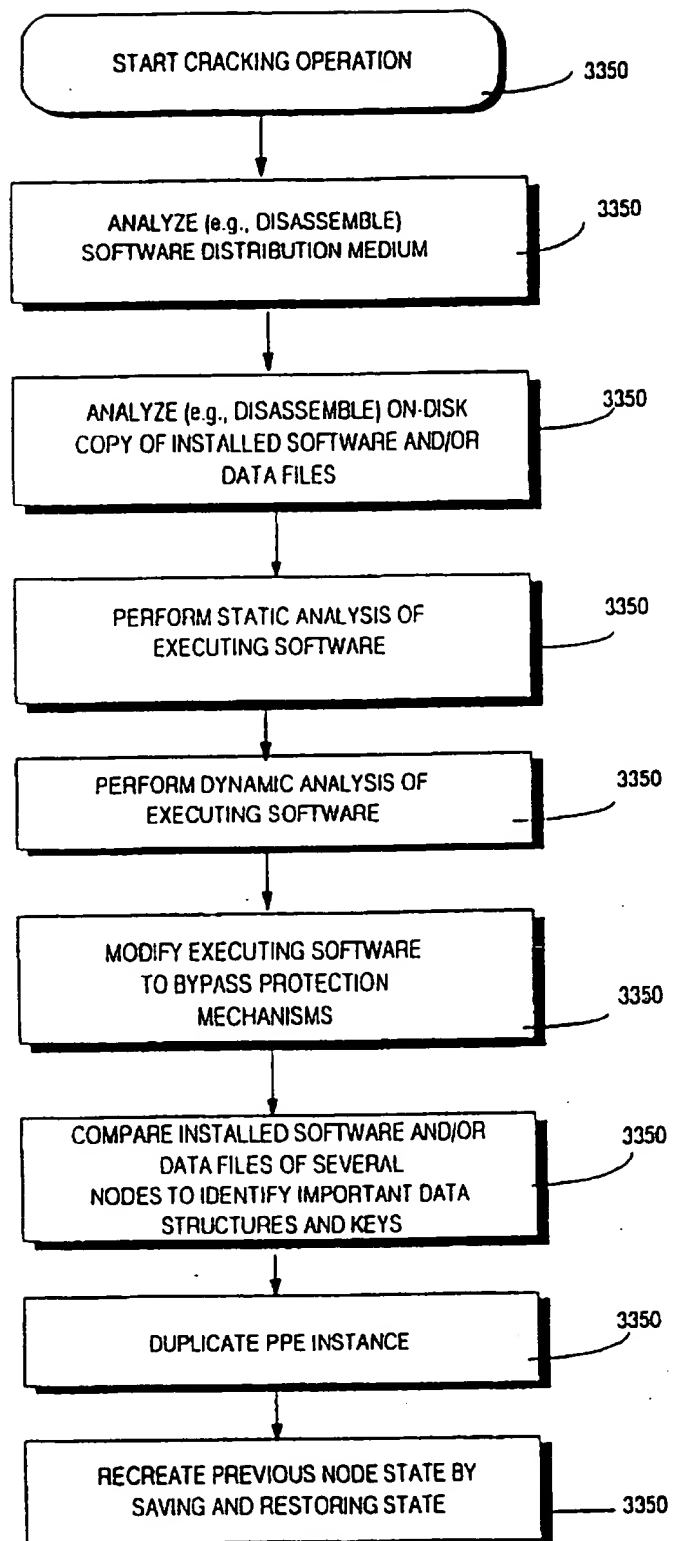 START CRACKING OPERATION
3350
ANALYZE (e.g., DISASSEMBLE)
SOFTWARE DISTRIBUTION MEDIUM
3350
ANALYZE (e.g., DISASSEMBLE) ON-DISK
COPY OF INSTALLED SOFTWARE AND/OR
DATA FILES
3350
PERFORM STATIC ANALYSIS OF
EXECUTING SOFTWARE
3350
PERFORM DYNAMIC ANALYSIS OF
EXECUTING SOFTWARE
3350
MODIFY EXECUTING SOFTWARE
TO BYPASS PROTECTION
MECHANISMS
3350
COMPARE INSTALLED SOFTWARE AND/OR
DATA FILES OF SEVERAL
NODES TO IDENTIFY IMPORTANT DATA
STRUCTURES AND KEYS
3350
DUPLICATE PPE INSTANCE
3350
RECREATE PREVIOUS NODE STATE BY
SAVING AND RESTORING STATE
3350